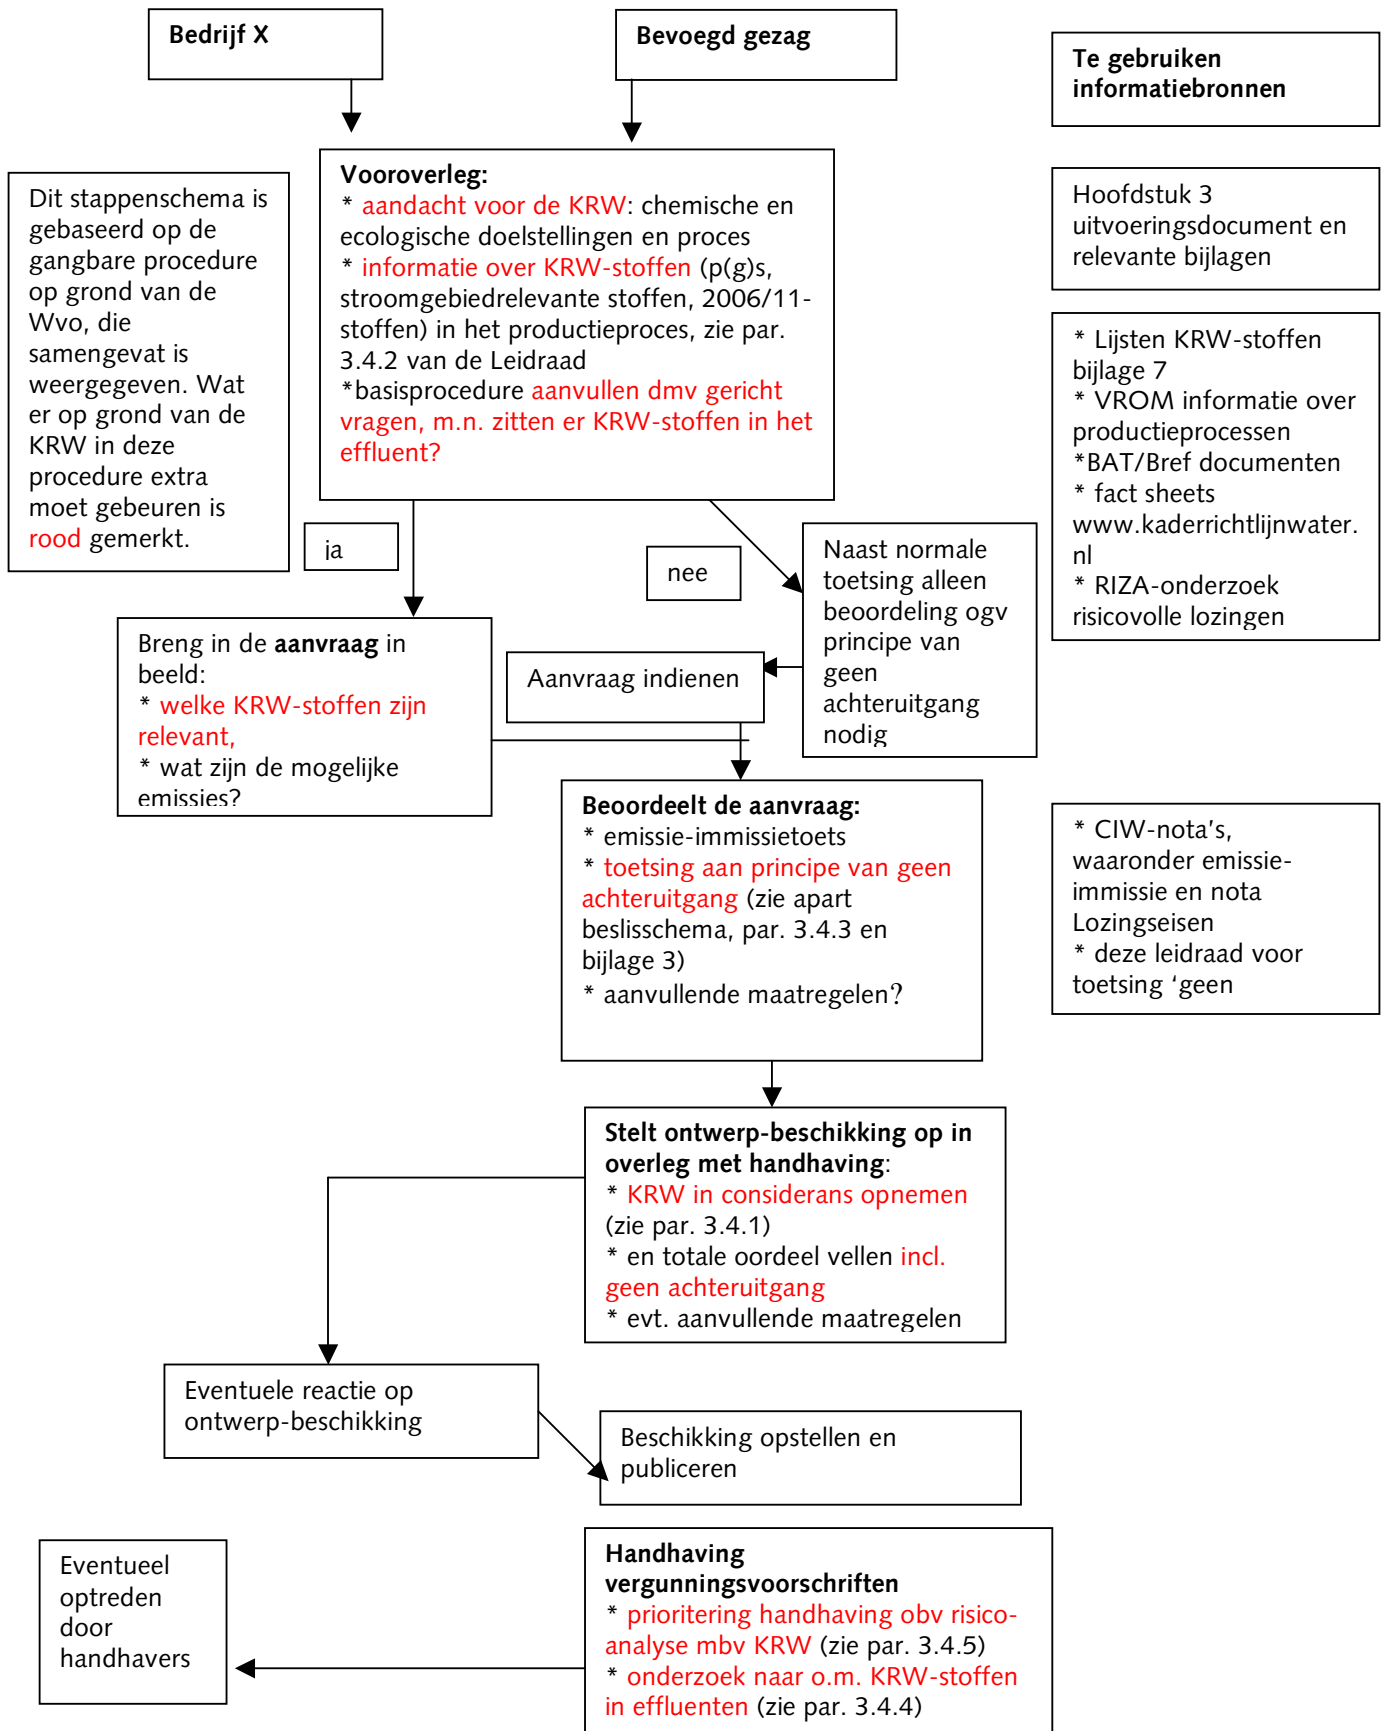 Bedrijf X
Bevoegd gezag
Te gebruiken
informatiebronnen
Dit stappenschema is
gebaseerd op de
gangbare procedure
op grond van de
Wvo, die
samengevat is
weergegeven. Wat
er op grond van de
KRW in deze
procedure extra
moet gebeuren is
rood gemerkt.
Vooroverleg:
* aandacht voor de KRW: chemische en
ecologische doelstellingen en proces
* informatie over KRW-stoffen (p(g)s,
stroomgebiedrelevante stoffen, 2006/11-
stoffen) in het productieproces, zie par.
3.4.2 van de Leidraad
*basisprocedure aanvullen dmv gericht
vragen, m.n. zitten er KRW-stoffen in het
effluent?
Hoofdstuk 3
uitvoeringsdocument en
relevante bijlagen
* Lijsten KRW-stoffen
bijlage 7
* VROM informatie over
productieprocessen
*BAT/Bref documenten
* fact sheets
www.kaderrichtlijnwater.
nl
* RIZA-onderzoek
risicovolle lozingen
ja
nee
Naast normale
toetsing alleen
beoordeling ogv
principe van
geen
achteruitgang
nodig
Breng in de aanvraag in
beeld:
* welke KRW-stoffen zijn
relevant,
* wat zijn de mogelijke
emissies?
Aanvraag indienen
Beoordeelt de aanvraag:
* emissie-immissietoets
* toetsing aan principe van geen
achteruitgang (zie apart
beslisschema, par. 3.4.3 en
bijlage 3)
* aanvullende maatregelen?
* CIW-nota's,
waaronder emissie-
immissie en nota
Lozingseisen
* deze leidraad voor
toetsing ‘geen
Stelt ontwerp-beschikking op in
overleg met handhaving:
* KRW in considerans opnemen
(zie par. 3.4.1)
* en totale oordeel vellen incl.
geen achteruitgang
* evt. aanvullende maatregelen
Eventuele reactie op
ontwerp-beschikking
Beschikking opstellen en
publiceren
Eventueel
optreden
door
handhavers
Handhaving
vergunningsvoorschriften
* prioritering handhaving obv risico-
analyse mbv KRW (zie par. 3.4.5)
* onderzoek naar o.m. KRW-stoffen
in effluenten (zie par. 3.4.4)